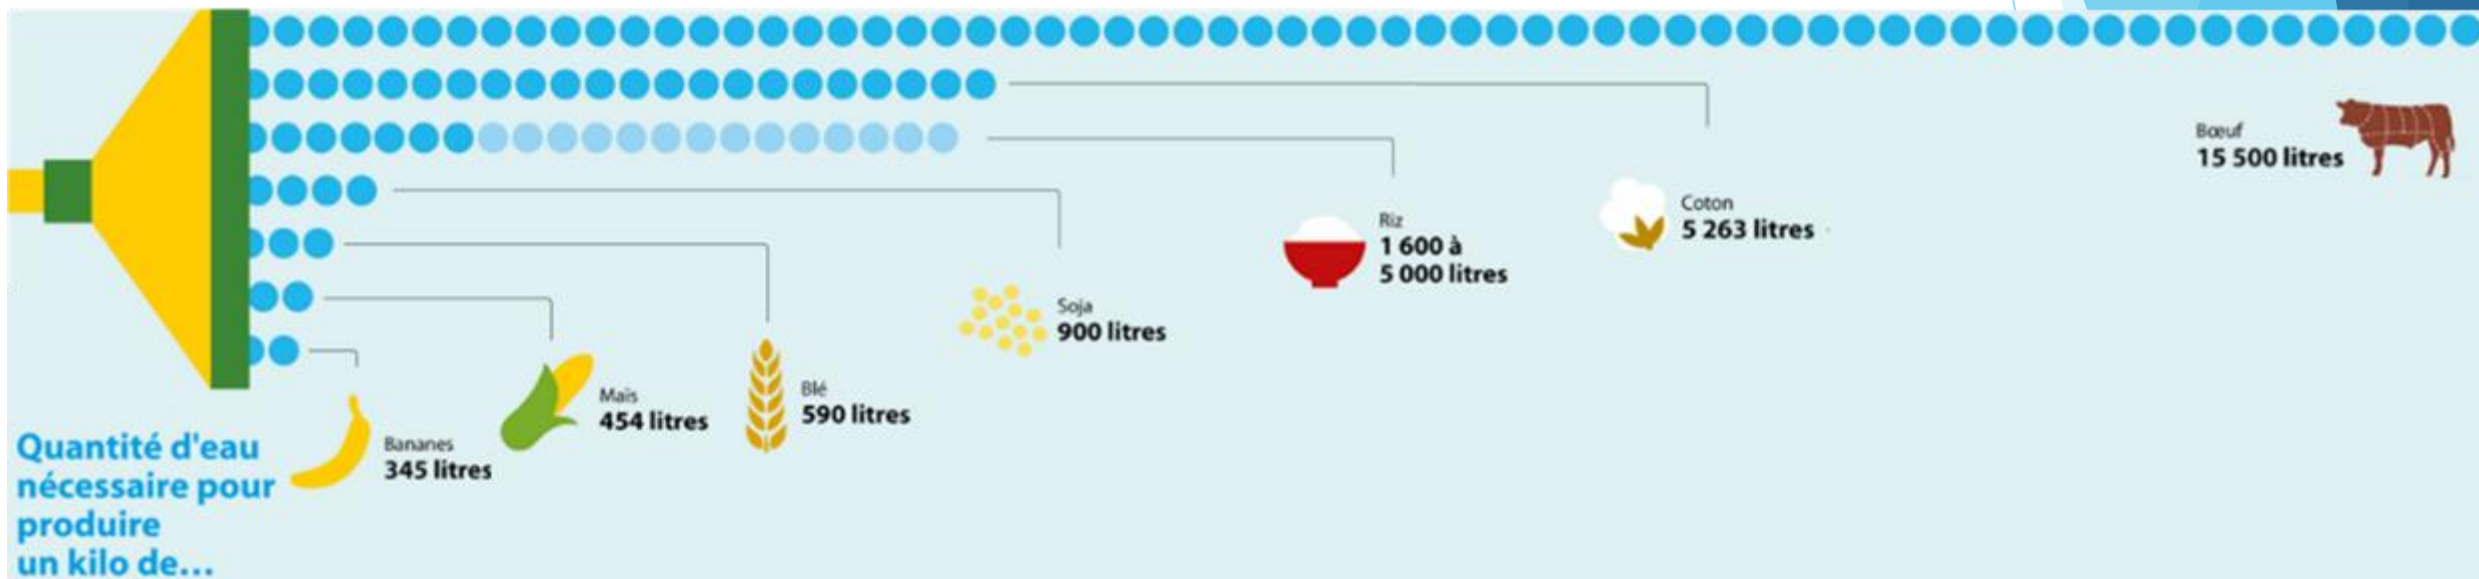 Bœuf
15 500 litres
Coton
5 263 litres
Riz
1 600 à
5 000 litres
Soja
900 litres
Blé
590 litres
Maïs
454 litres
Bananes
345 litres
Quantité d'eau
nécessaire pour
produire
un kilo de...